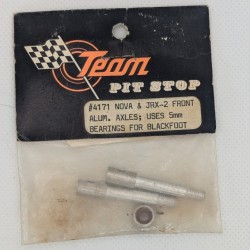 Team
PIT STOP
#4171 NOVA & JRX-2 FRONT
ALUM. AXLES; USES 5mm
BEARINGS FOR BLACKFOOT